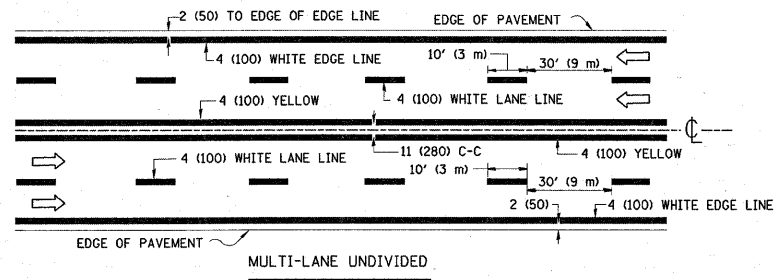 2 (50) TO EDGE OF EDGE LINE
EDGE OF PAVEMENT
4 (100) WHITE EDGE LINE
10' (3 m)
30' (9 m)
4 (100) YELLOW
4 (100) WHITE LANE LINE
℄
4 (100) WHITE LANE LINE
11 (280) C-C
4 (100) YELLOW
10' (3 m)
30' (9 m)
2 (50)
4 (100) WHITE EDGE LINE
EDGE OF PAVEMENT
MULTI-LANE UNDIVIDED